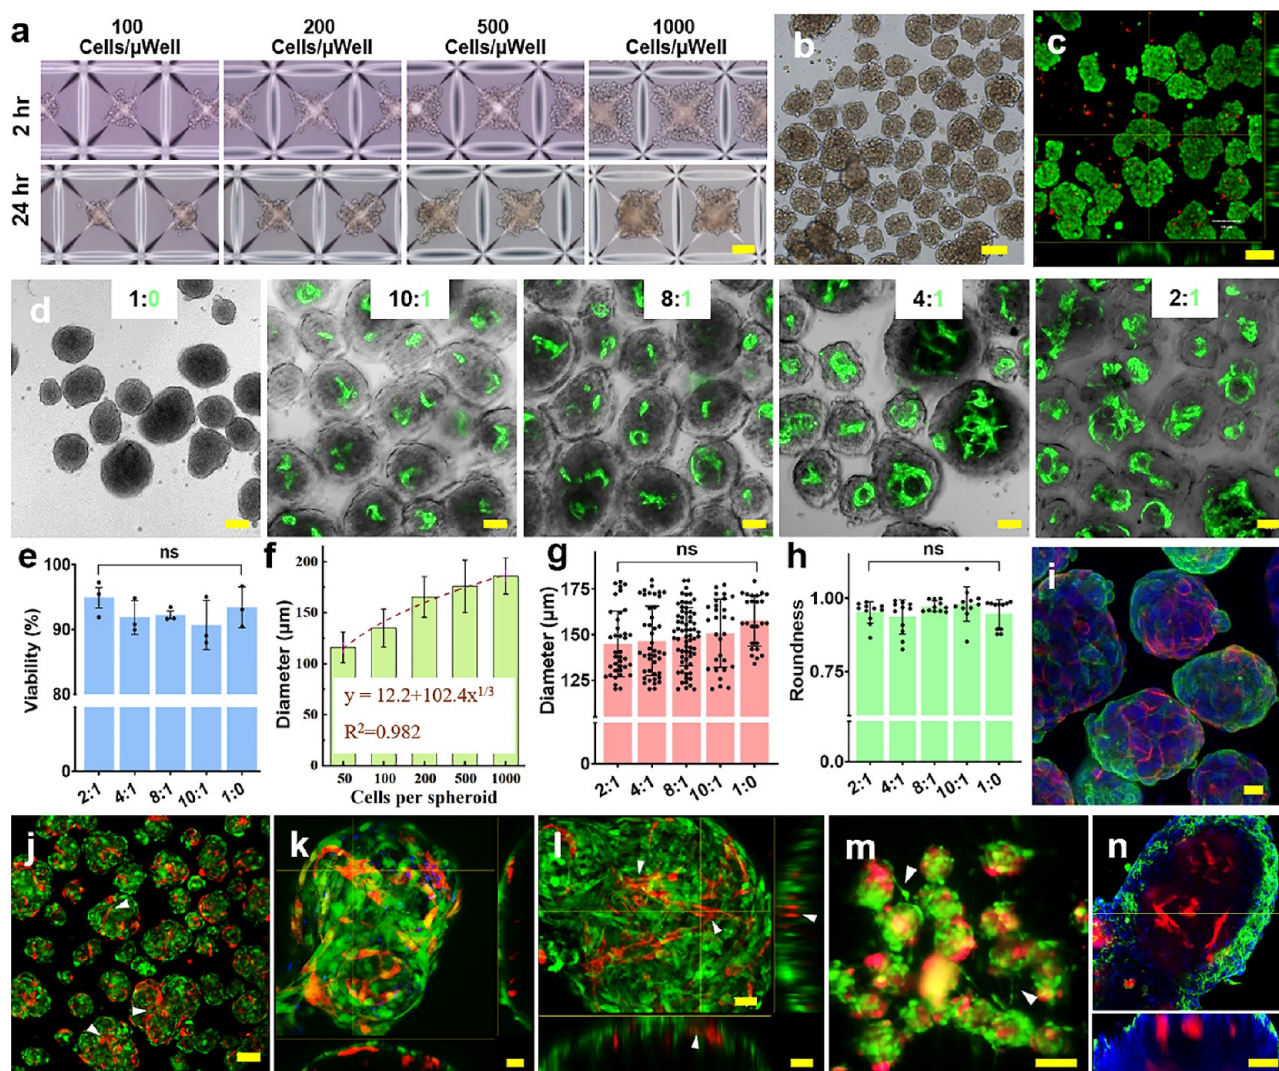 a
100
Cells/µWell
200
Cells/µWell
500
Cells/µWell
1000
Cells/µWell
2 hr
24 hr
b
c
d
1:0
10:1
8:1
4:1
2:1
e
ns
Viability (%)
100
90
80
0
2:1
4:1
8:1
10:1
1:0
f
Diameter (µm)
200
150
100
50
0
y = 12.2+102.4x^1/3
R²=0.982
50
100
200
500
1000
Cells per spheroid
g
ns
Diameter (µm)
175
150
125
0
2:1
4:1
8:1
10:1
1:0
h
ns
Roundness
1.00
0.75
0.0
2:1
4:1
8:1
10:1
1:0
i
j
k
l
m
n